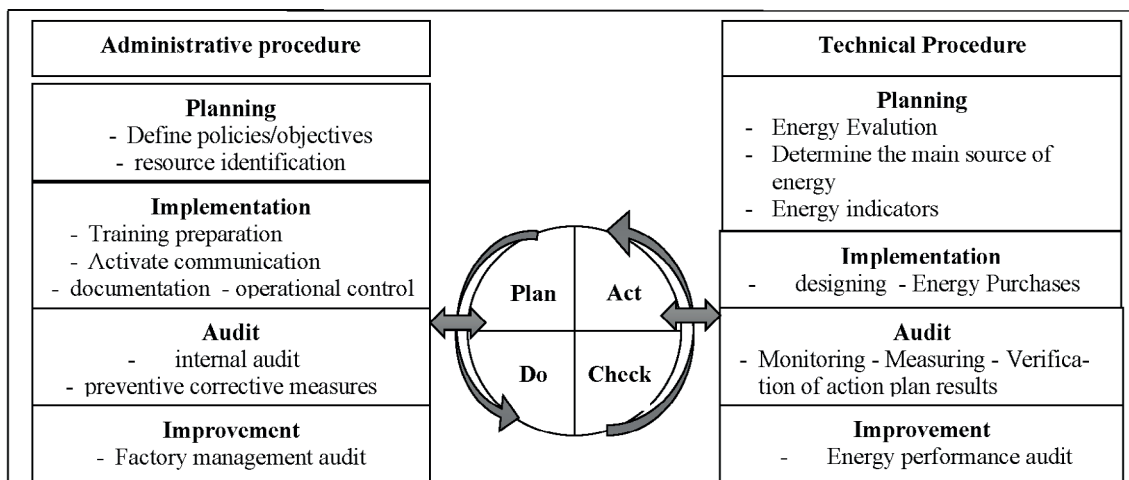 Administrative procedure
Planning
- Define policies/objectives
- resource identification
Implementation
- Training preparation
- Activate communication
- documentation - operational control
Audit
- internal audit
- preventive corrective measures
Improvement
- Factory management audit
Plan
Act
Do
Check
Technical Procedure
Planning
- Energy Evalution
- Determine the main source of
energy
- Energy indicators
Implementation
- designing - Energy Purchases
Audit
- Monitoring - Measuring - Verifica-
tion of action plan results
Improvement
- Energy performance audit